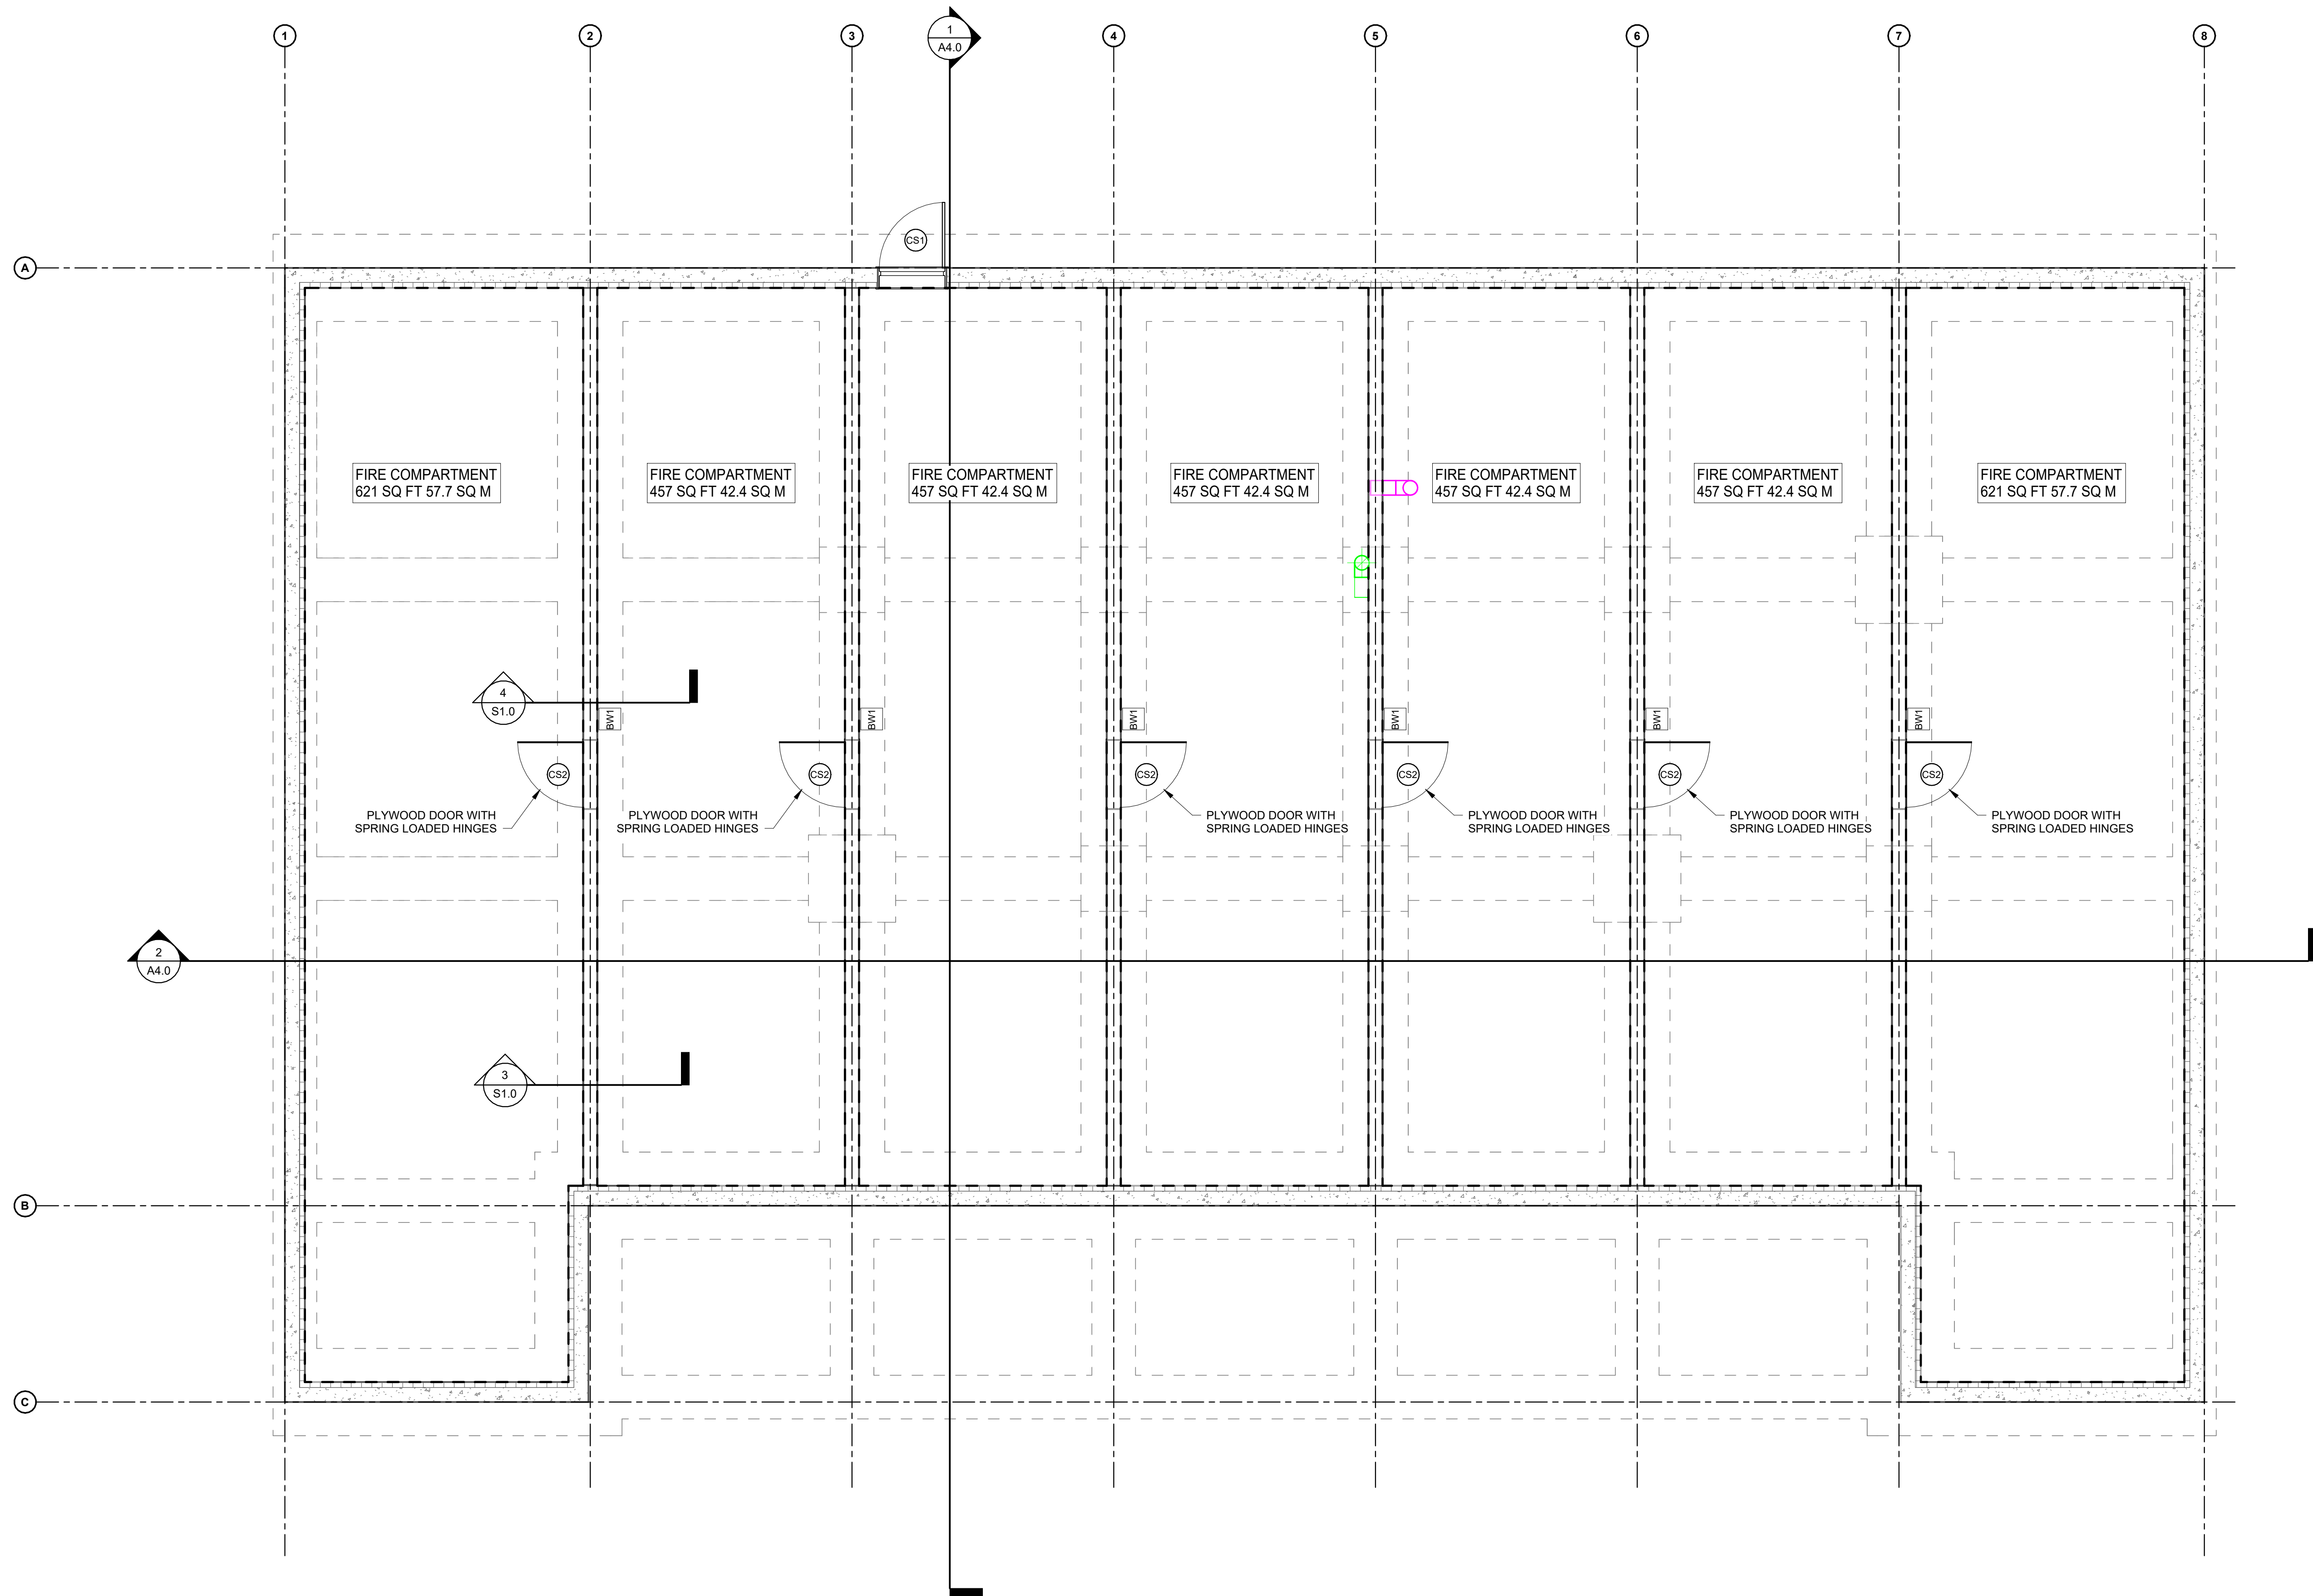 1
2
3
1
A4.0
4
5
6
7
8
CS1
A
FIRE COMPARTMENT
621 SQ FT 57.7 SQ M
FIRE COMPARTMENT
457 SQ FT 42.4 SQ M
FIRE COMPARTMENT
457 SQ FT 42.4 SQ M
FIRE COMPARTMENT
457 SQ FT 42.4 SQ M
FIRE COMPARTMENT
457 SQ FT 42.4 SQ M
FIRE COMPARTMENT
457 SQ FT 42.4 SQ M
FIRE COMPARTMENT
621 SQ FT 57.7 SQ M
4
S1.0
BW1
BW1
BW1
BW1
BW1
BW1
CS2
CS2
CS2
CS2
CS2
CS2
PLYWOOD DOOR WITH
SPRING LOADED HINGES
PLYWOOD DOOR WITH
SPRING LOADED HINGES
PLYWOOD DOOR WITH
SPRING LOADED HINGES
PLYWOOD DOOR WITH
SPRING LOADED HINGES
PLYWOOD DOOR WITH
SPRING LOADED HINGES
PLYWOOD DOOR WITH
SPRING LOADED HINGES
2
A4.0
3
S1.0
B
C